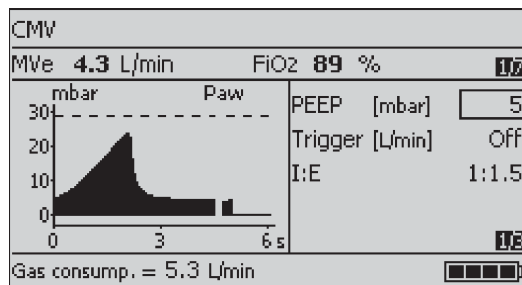 CMV
MVe 4.3 L/min FiO2 89 %
mbar Paw
30
20
10
0
0 3 6 s
PEEP [mbar] 5
Trigger [L/min] Off
I:E 1:1.5
Gas consump. = 5.3 L/min